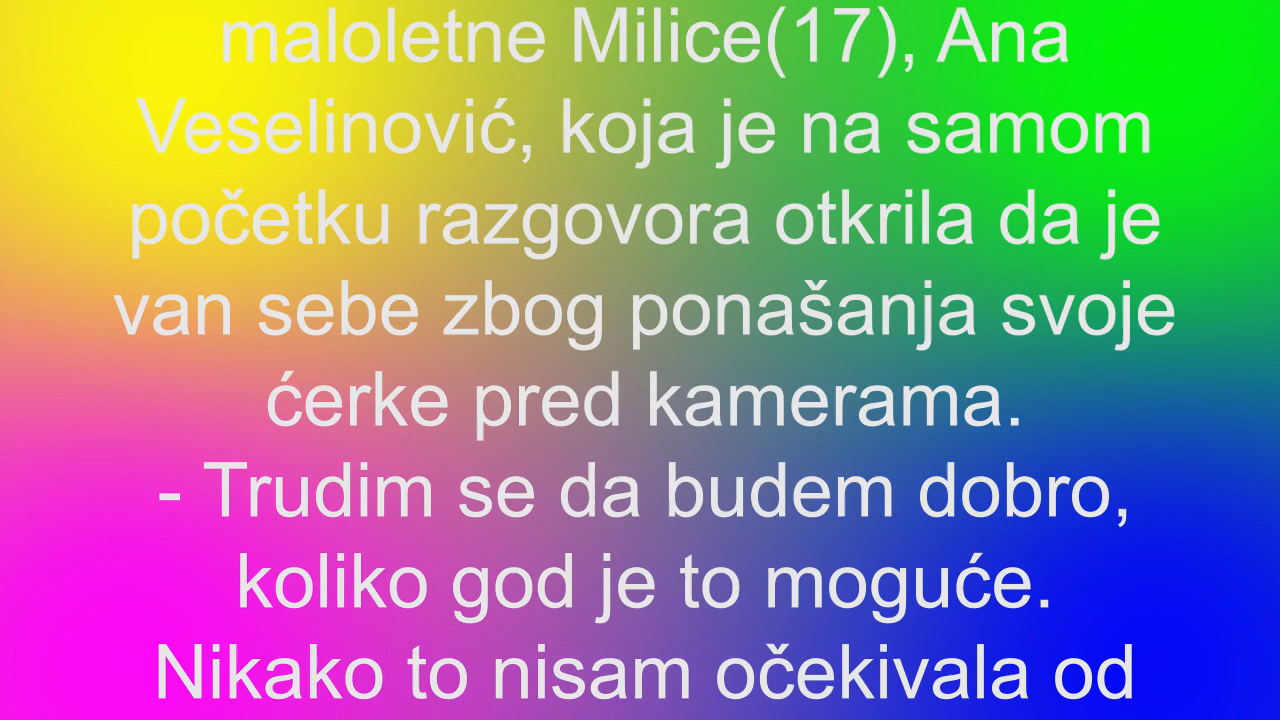 maloletne Milice(17), Ana
Veselinović, koja je na samom
početku razgovora otkrila da je
van sebe zbog ponašanja svoje
ćerke pred kamerama.
- Trudim se da budem dobro,
koliko god je to moguće.
Nikako to nisam očekivala od